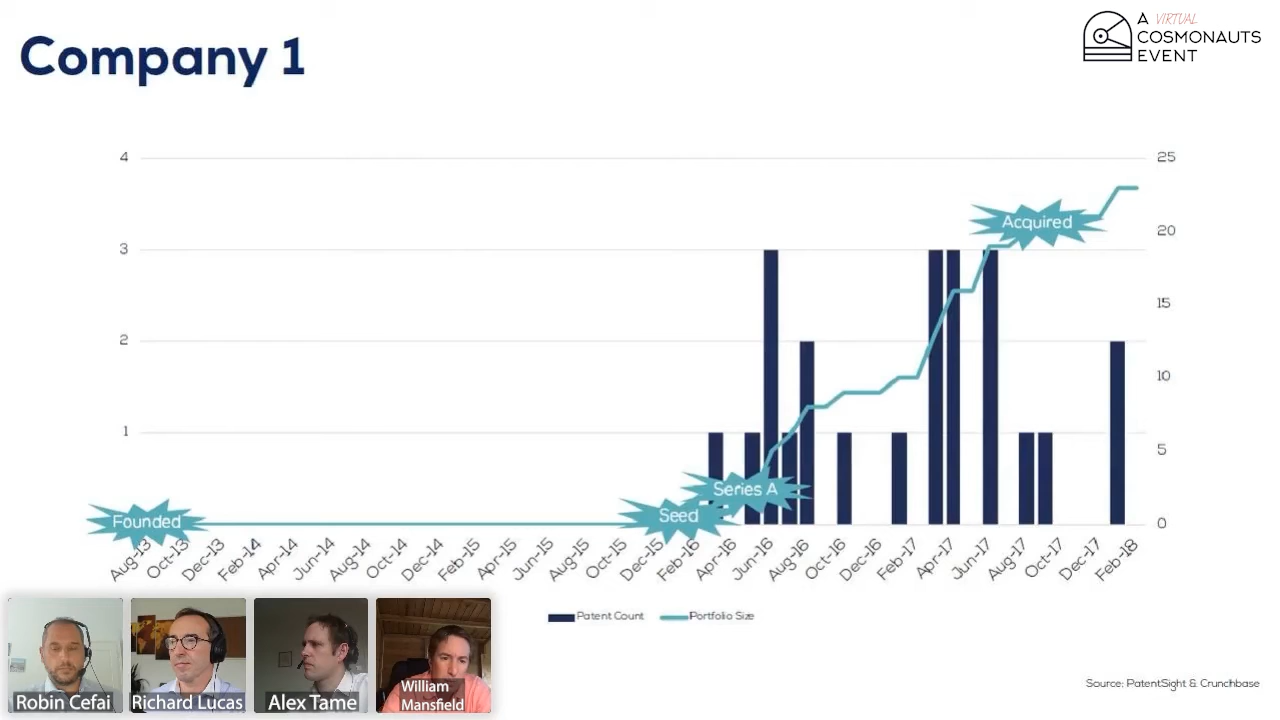 Company 1
A VIRTUAL
COSMONAUTS
EVENT
4
3
2
1
25
20
15
10
5
0
Acquired
Series A
Seed
Founded
Aug-13
Oct-13
Dec-13
Feb-14
Apr-14
Jun-14
Aug-14
Oct-14
Dec-14
Feb-15
Apr-15
Jun-15
Aug-15
Oct-15
Dec-15
Feb-16
Apr-16
Jun-16
Aug-16
Oct-16
Dec-16
Feb-17
Apr-17
Jun-17
Aug-17
Oct-17
Dec-17
Feb-18
Patent Count
Portfolio Size
Robin Cefai
Richard Lucas
Alex Tame
William
Mansfield
Source: PatentSight & Crunchbase